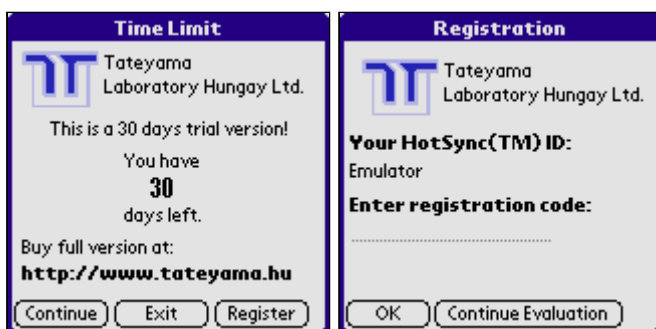 Time Limit
Tateyama
Laboratory Hungay Ltd.
This is a 30 days trial version!
You have
30
days left.
Buy full version at:
http://www.tateyama.hu
Continue Exit Register
Registration
Tateyama
Laboratory Hungay Ltd.
Your HotSync(TM) ID:
Emulator
Enter registration code:
OK Continue Evaluation